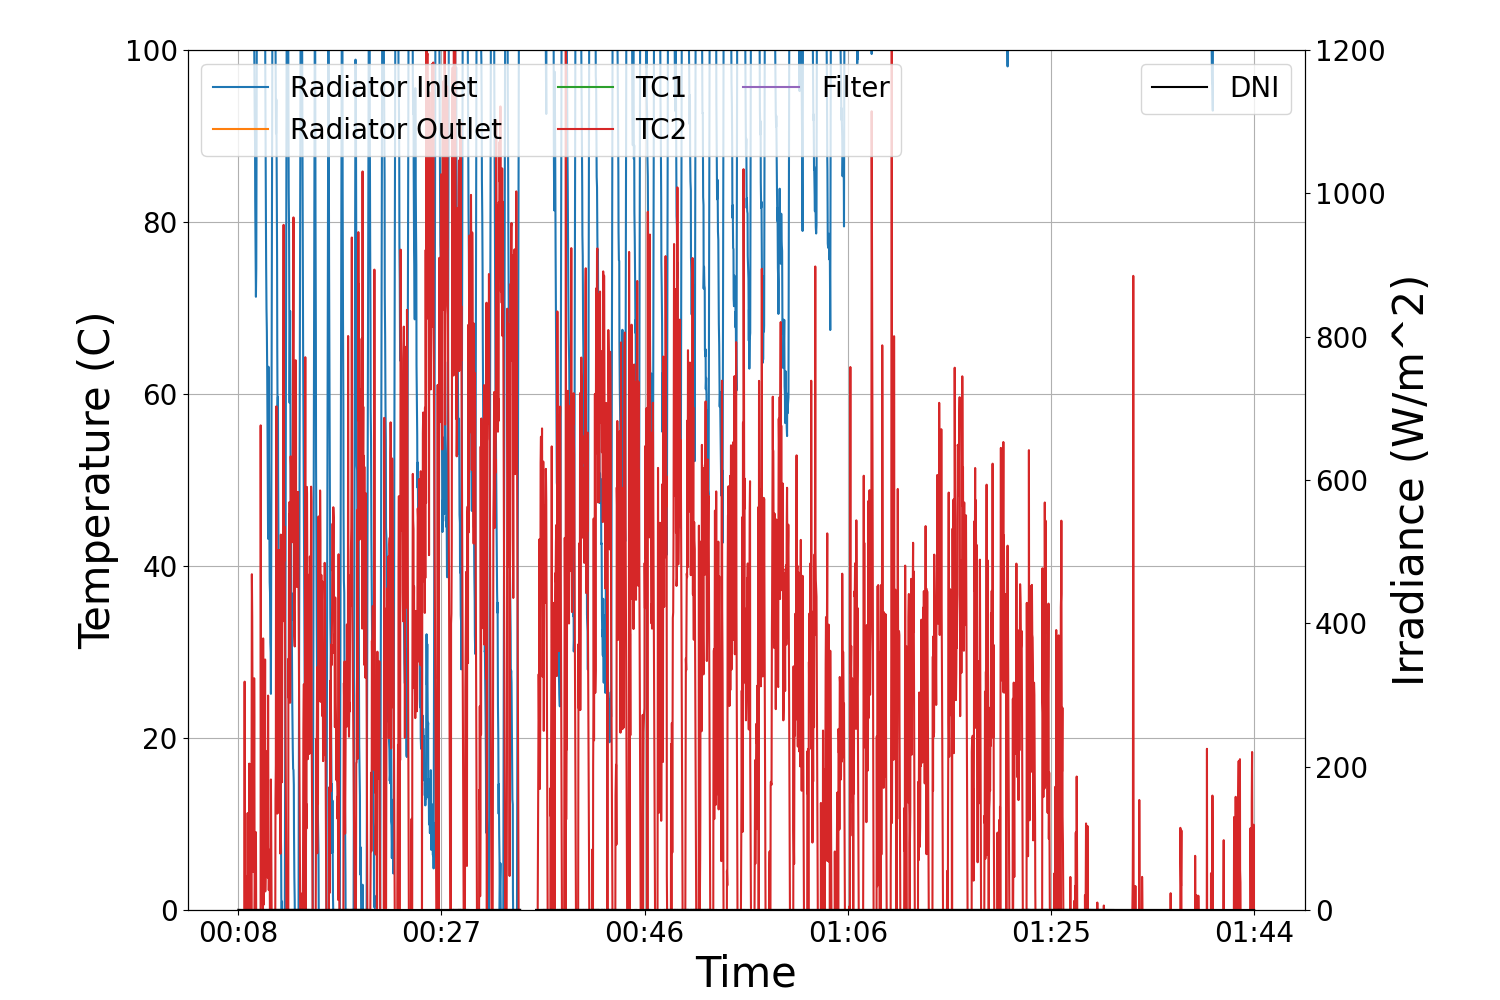 Radiator Inlet
Radiator Outlet
TC1
TC2
Filter
DNI
Temperature (C)
100
80
60
40
20
0
1200
1000
800
600
400
200
0
Irradiance (W/m^2)
00:08 00:27 00:46 01:06 01:25 01:44
Time